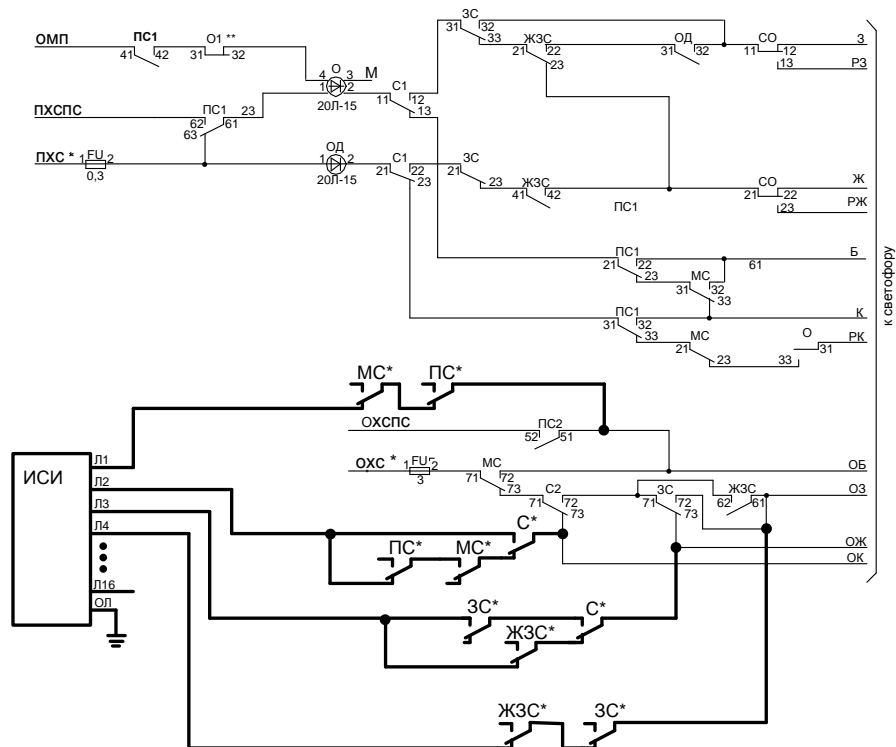 ОМП
ПС1
41 42
О1 **
31 32
О
4 3 М
1 2
20Л-15
ПХСПС
ПС1
62 61
63
23
ПХС * 1 FU 2
0,3
ОД
1 2
20Л-15
С1
11 12
13
С1
21 22
23
ЗС
31 32
33
ЖЗС
21 22
23
ОД
31 32
СО
11 12
13
З
РЗ
ЗС
21 23
ЖЗС
41 42
ПС1
СО
21 22
23
Ж
РЖ
ПС1
21 22
23
МС
31 32
33
61
Б
ПС1
31 32
33
МС
21 23
О
33 31
К
РК
к светофору
МС*
ПС*
ОХСПС
ПС2
52 51
ОХС * 1 FU 2
3
МС
71 72
73
С2
71 72
73
ЗС
71 72
73
ЖЗС
62 61
ОБ
ОЗ
ОЖ
ОК
ИСИ
Л1
Л2
Л3
Л4
Л16
ОЛ
С*
ПС*
МС*
ЗС*
С*
ЖЗС*
ЖЗС*
ЗС*